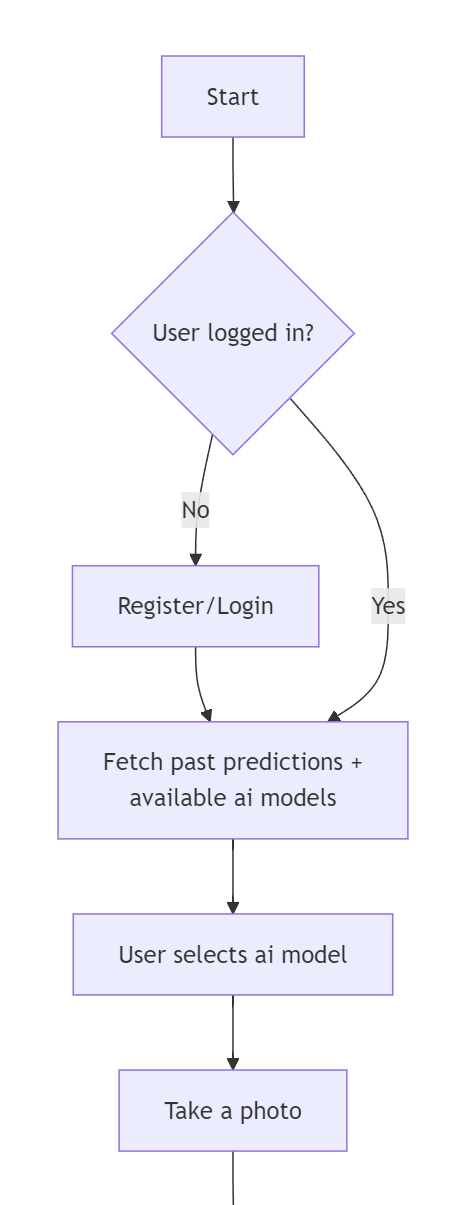 Start
User logged in?
No
Register/Login
Yes
Fetch past predictions +
available ai models
User selects ai model
Take a photo